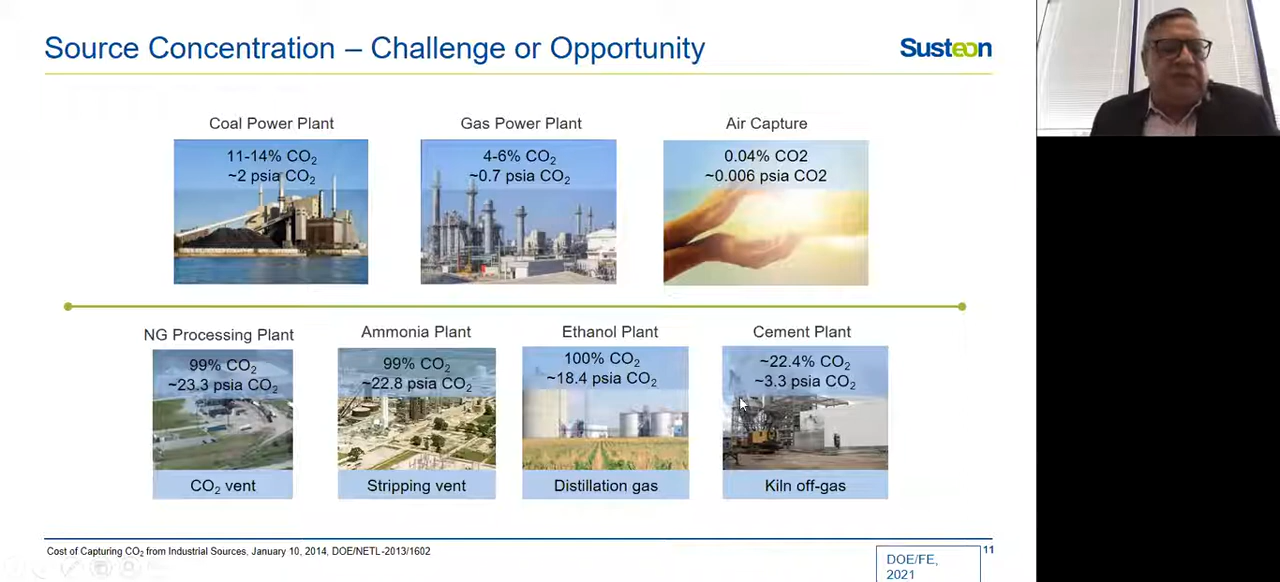 Source Concentration – Challenge or Opportunity
Susteon
Coal Power Plant
11-14% CO₂
~2 psia CO₂
Gas Power Plant
4-6% CO₂
~0.7 psia CO₂
Air Capture
0.04% CO2
~0.006 psia CO2
NG Processing Plant
99% CO₂
~23.3 psia CO₂
CO₂ vent
Ammonia Plant
99% CO₂
~22.8 psia CO₂
Stripping vent
Ethanol Plant
100% CO₂
~18.4 psia CO₂
Distillation gas
Cement Plant
~22.4% CO₂
~3.3 psia CO₂
Kiln off-gas
Cost of Capturing CO₂ from Industrial Sources, January 10, 2014, DOE/NETL-2013/1602
DOE/FE,
2021
11